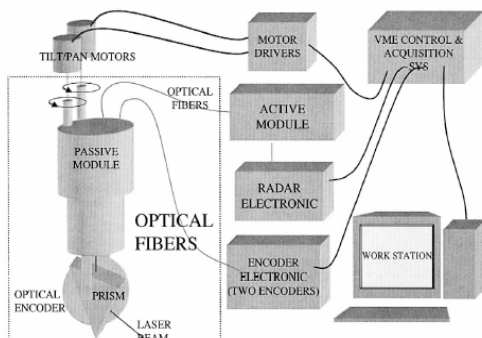 TILT/PAN MOTORS
MOTOR
DRIVERS
VME CONTROL &
ACQUISITION
SYS
OPTICAL
FIBERS
ACTIVE
MODULE
PASSIVE
MODULE
RADAR
ELECTRONIC
OPTICAL
FIBERS
ENCODER
ELECTRONIC
(TWO ENCODERS)
WORK STATION
OPTICAL
ENCODER
PRISM
LASER
BEAM